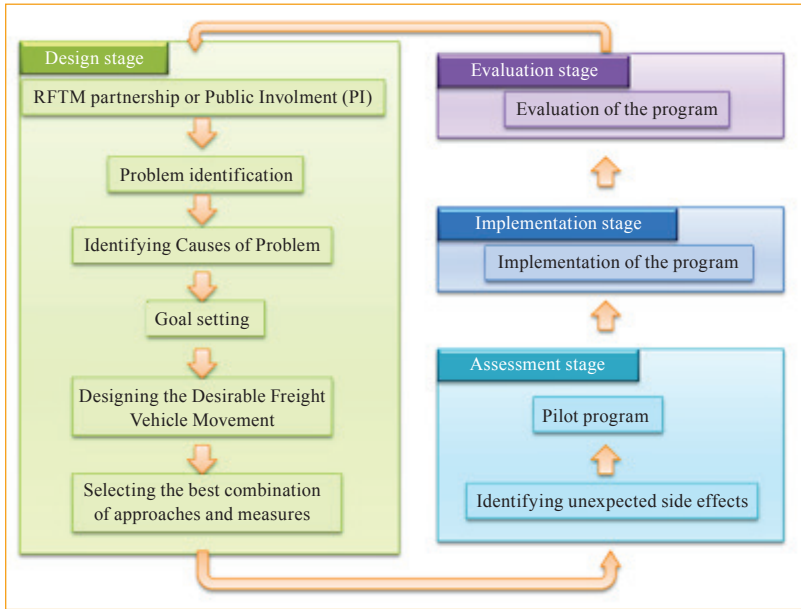 Design stage
RFTM partnership or Public Involment (PI)
Problem identification
Identifying Causes of Problem
Goal setting
Designing the Desirable Freight
Vehicle Movement
Selecting the best combination
of approaches and measures
Evaluation stage
Evaluation of the program
Implementation stage
Implementation of the program
Assessment stage
Pilot program
Identifying unexpected side effects